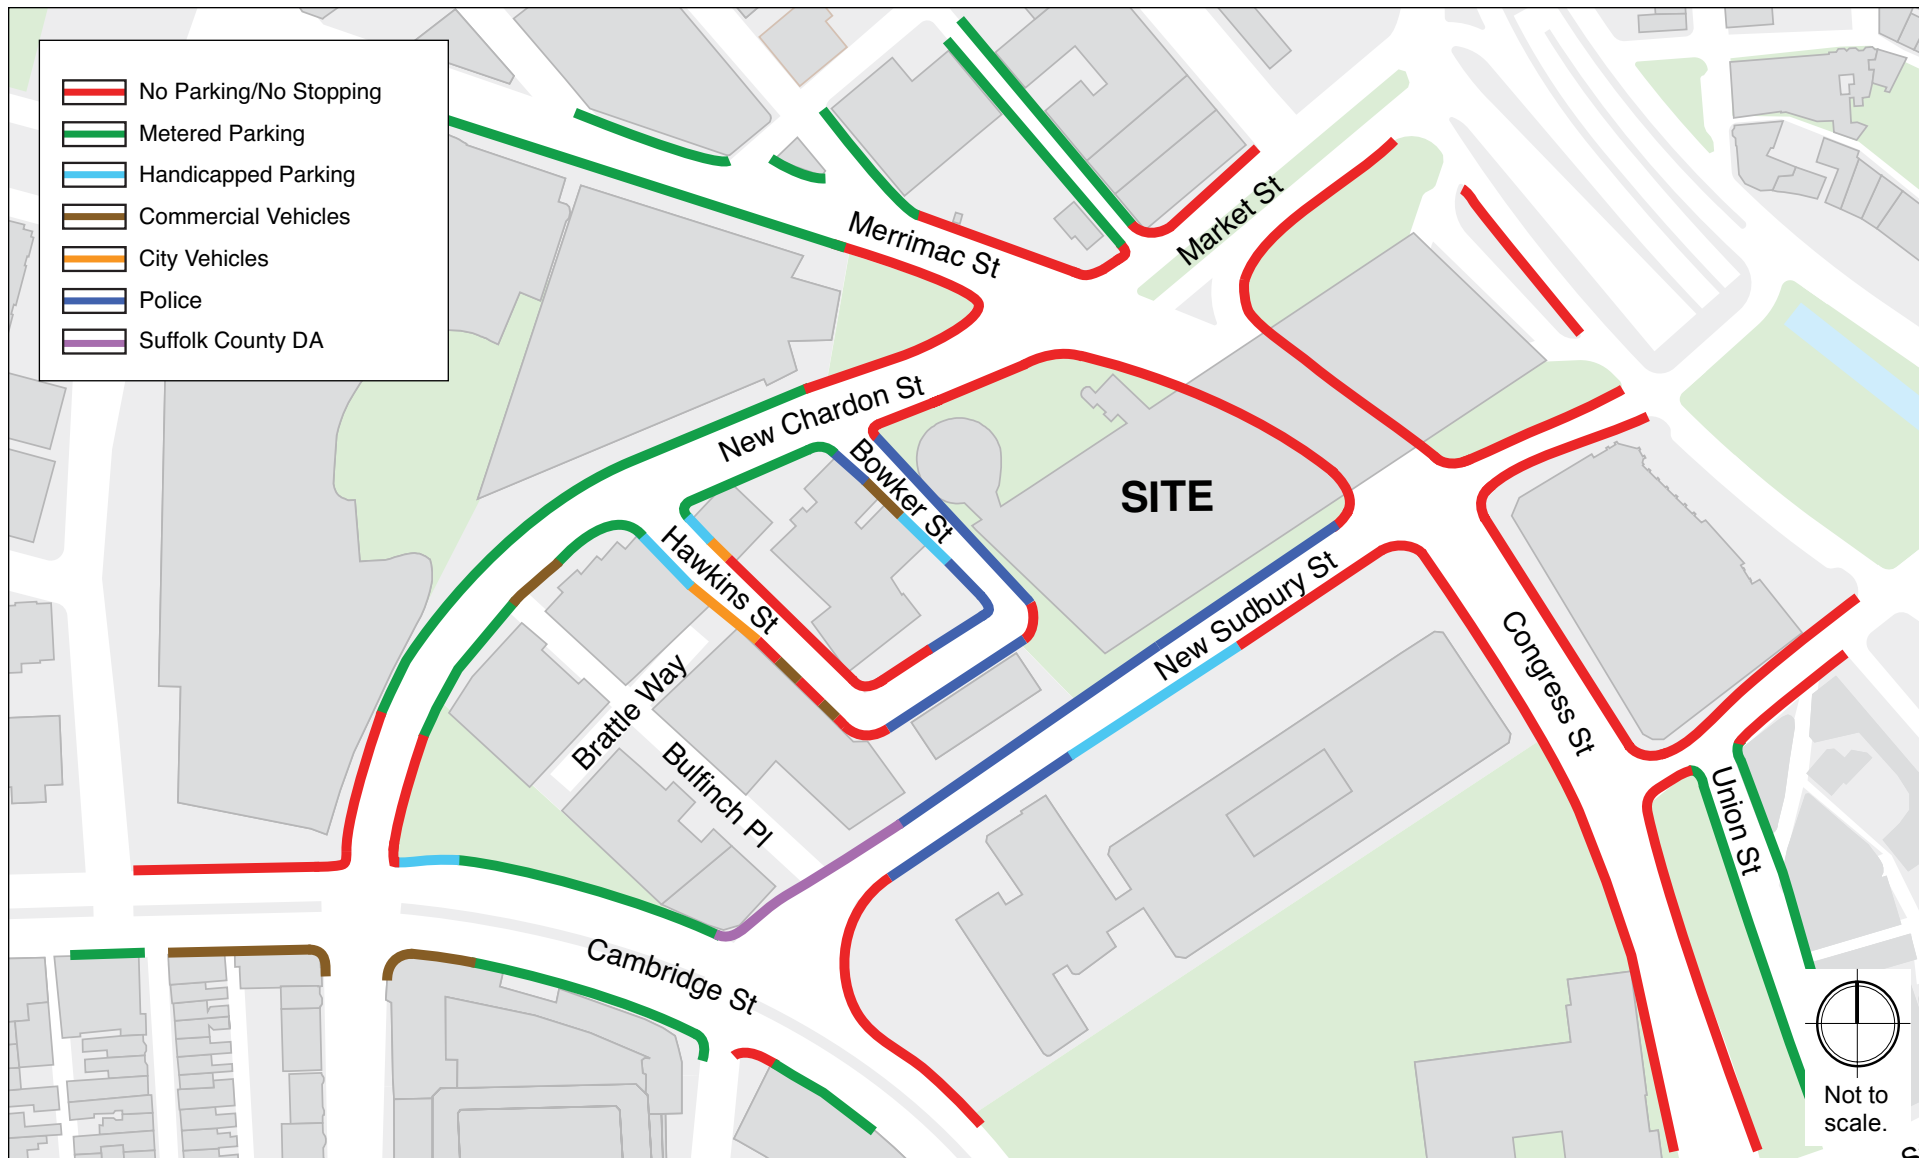 No Parking/No Stopping
Metered Parking
Handicapped Parking
Commercial Vehicles
City Vehicles
Police
Suffolk County DA
Merrimac St
Market St
New Chardon St
Bowker St
SITE
Hawkins St
New Sudbury St
Congress St
Brattle Way
Bulfinch Pl
Union St
Cambridge St
Not to
scale.